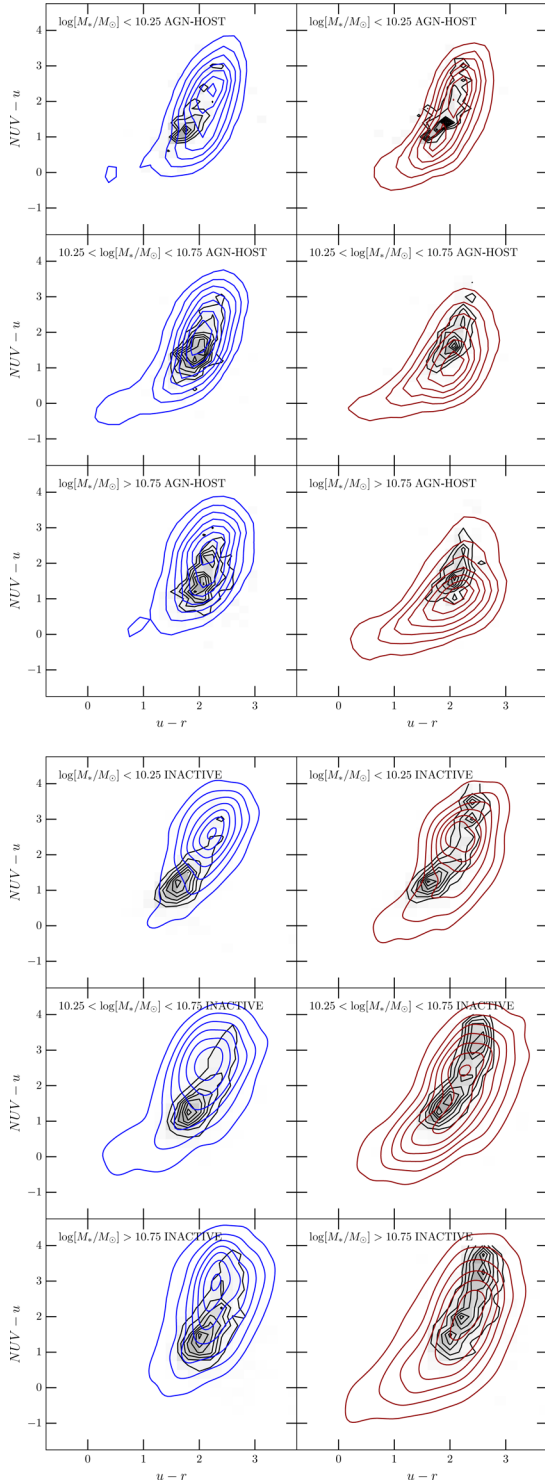 log[M∗/M⊙] < 10.25 AGN-HOST
log[M∗/M⊙] < 10.25 AGN-HOST
4
3
2
1
0
−1
NUV − u
10.25 < log[M∗/M⊙] < 10.75 AGN-HOST
10.25 < log[M∗/M⊙] < 10.75 AGN-HOST
4
3
2
1
0
−1
NUV − u
log[M∗/M⊙] > 10.75 AGN-HOST
log[M∗/M⊙] > 10.75 AGN-HOST
4
3
2
1
0
−1
NUV − u
0 1 2 3
0 1 2 3
u − r
u − r
log[M∗/M⊙] < 10.25 INACTIVE
log[M∗/M⊙] < 10.25 INACTIVE
4
3
2
1
0
−1
NUV − u
10.25 < log[M∗/M⊙] < 10.75 INACTIVE
10.25 < log[M∗/M⊙] < 10.75 INACTIVE
4
3
2
1
0
−1
NUV − u
log[M∗/M⊙] > 10.75 INACTIVE
log[M∗/M⊙] > 10.75 INACTIVE
4
3
2
1
0
−1
NUV − u
0 1 2 3
0 1 2 3
u − r
u − r